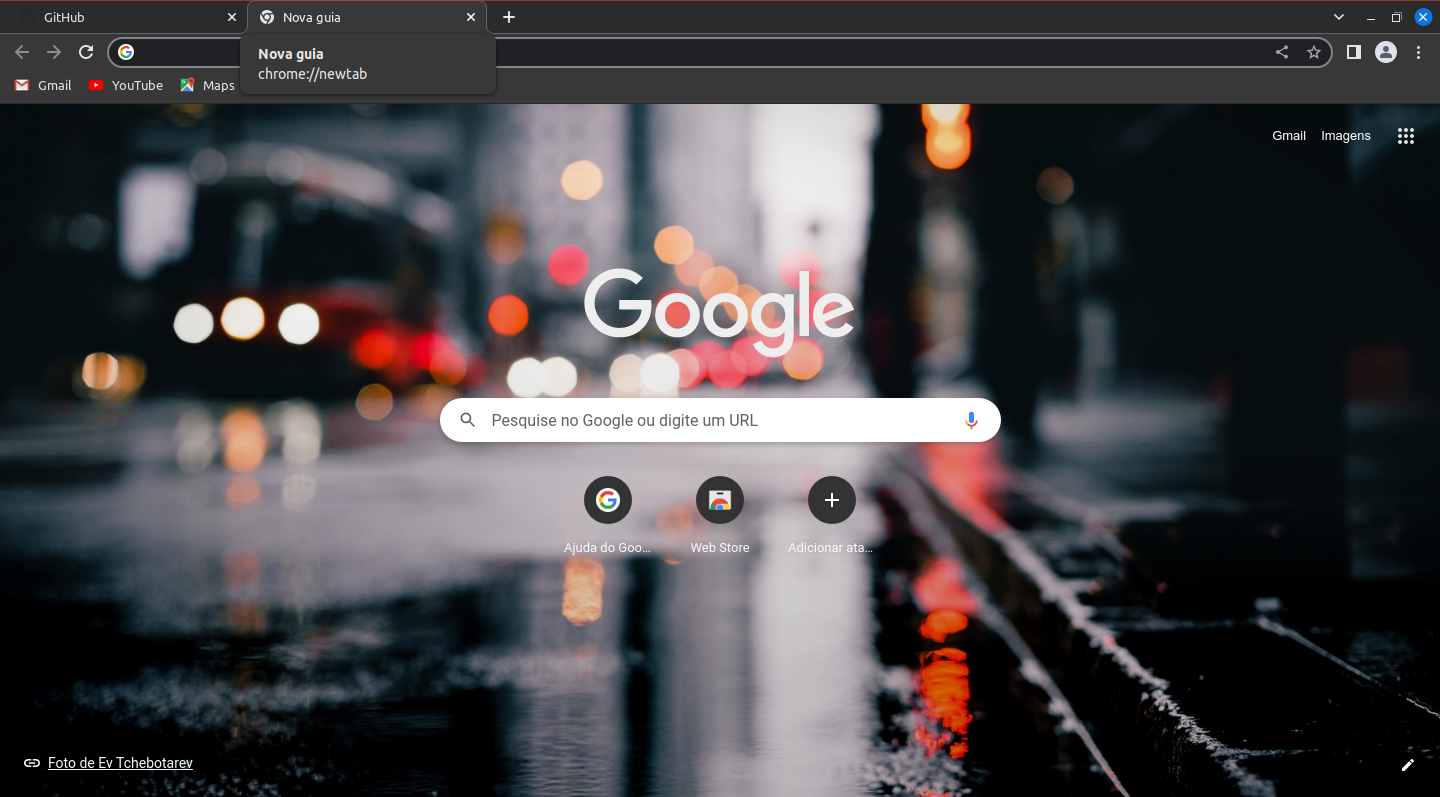 GitHub
Nova guia
Nova guia
chrome://newtab
Gmail
YouTube
Maps
Gmail
Imagens
Google
Pesquise no Google ou digite um URL
Ajuda do Goo...
Web Store
Adicionar ata...
Foto de Ev Tchebotarev